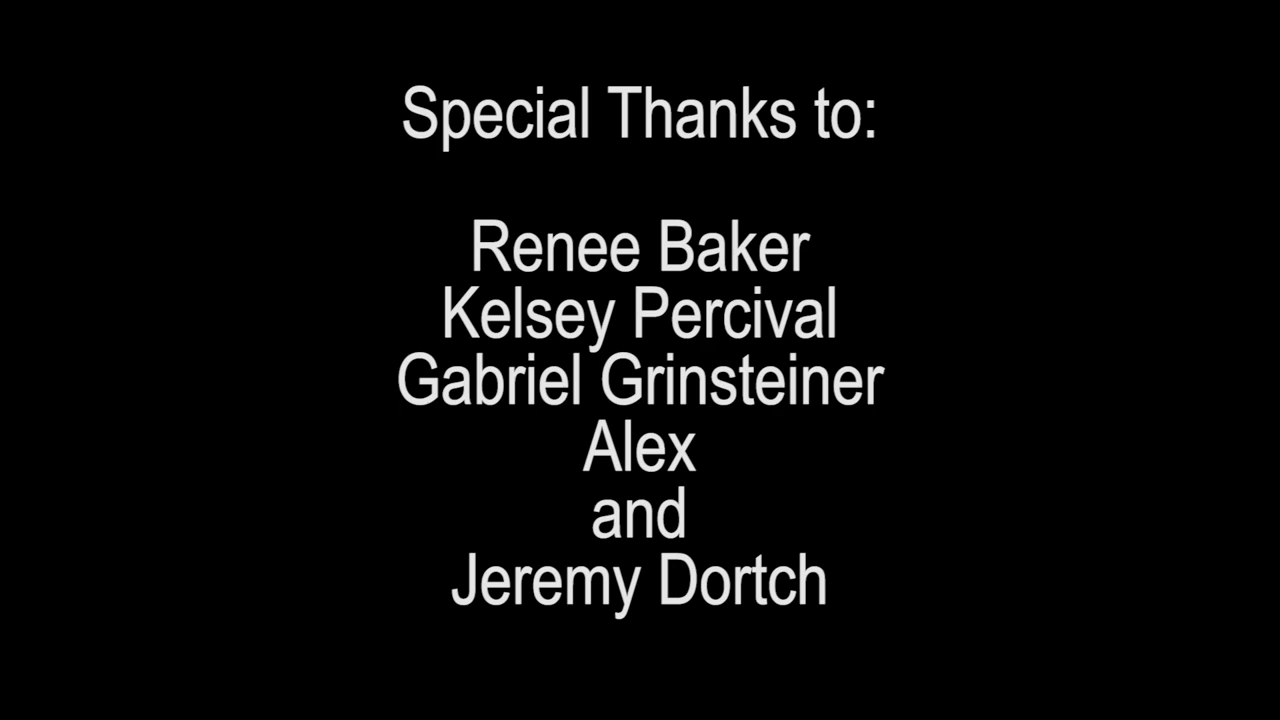 Special Thanks to:
Renee Baker
Kelsey Percival
Gabriel Grinsteiner
Alex
and
Jeremy Dortch